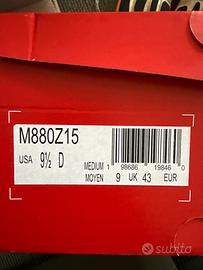 M880Z15
USA 9½ D
MEDIUM 1 98686 19846 0
MOYEN 9 UK 43 EUR
subito